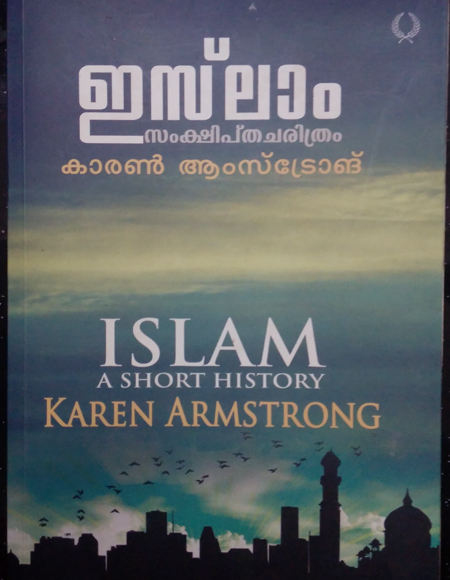 ഇസ്‌ലാം
സംക്ഷിപ്തചരിത്രം
കാരൺ ആംസ്ട്രോങ്
ISLAM
A SHORT HISTORY
KAREN ARMSTRONG